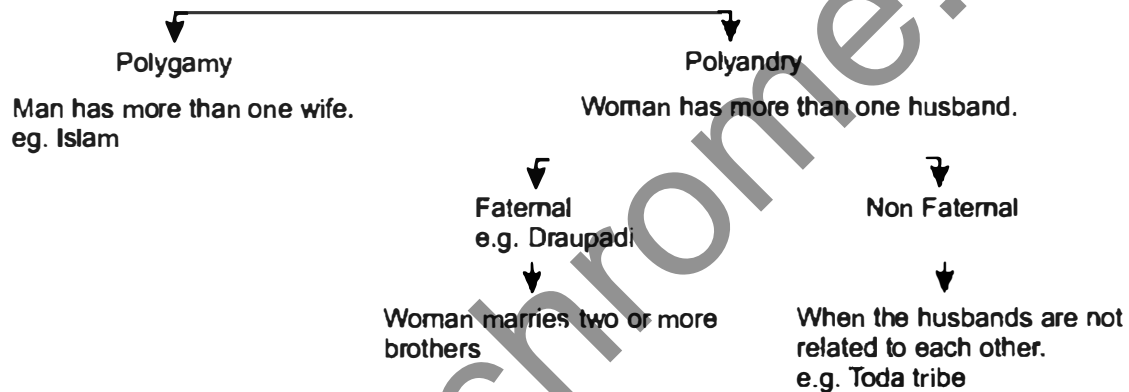 Polygamy
Man has more than one wife.
eg. Islam
Polyandry
Woman has more than one husband.
Faternal
e.g. Draupadi
Woman marries two or more
brothers
Non Faternal
When the husbands are not
related to each other.
e.g. Toda tribe
chrome.